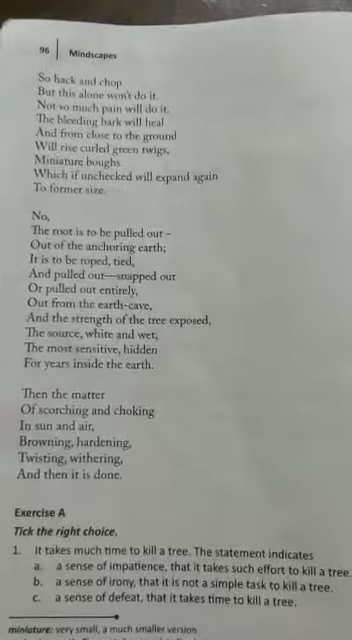 96 | Mindscapes
So hack and chop
But this alone won't do it.
Not so much pain will do it.
The bleeding bark will heal
And from close to the ground
Will rise curled green twigs,
Miniature boughs
Which if unchecked will expand again
To former size.
No,
The root is to be pulled out –
Out of the anchoring earth;
It is to be roped, tied,
And pulled out—snapped out
Or pulled out entirely,
Out from the earth-cave,
And the strength of the tree exposed,
The source, white and wet,
The most sensitive, hidden
For years inside the earth.
Then the matter
Of scorching and choking
In sun and air,
Browning, hardening,
Twisting, withering,
And then it is done.
Exercise A
Tick the right choice.
1. It takes much time to kill a tree. The statement indicates
a. a sense of impatience, that it takes such effort to kill a tree.
b. a sense of irony, that it is not a simple task to kill a tree.
c. a sense of defeat, that it takes time to kill a tree.
miniature: very small, a much smaller version